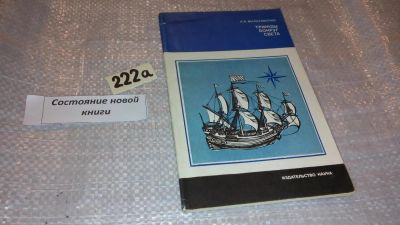 222а
Состояние новой
книги
ТРИЖДЫ
ВОКРУГ
СВЕТА
ИЗДАТЕЛЬСТВО НАУКА